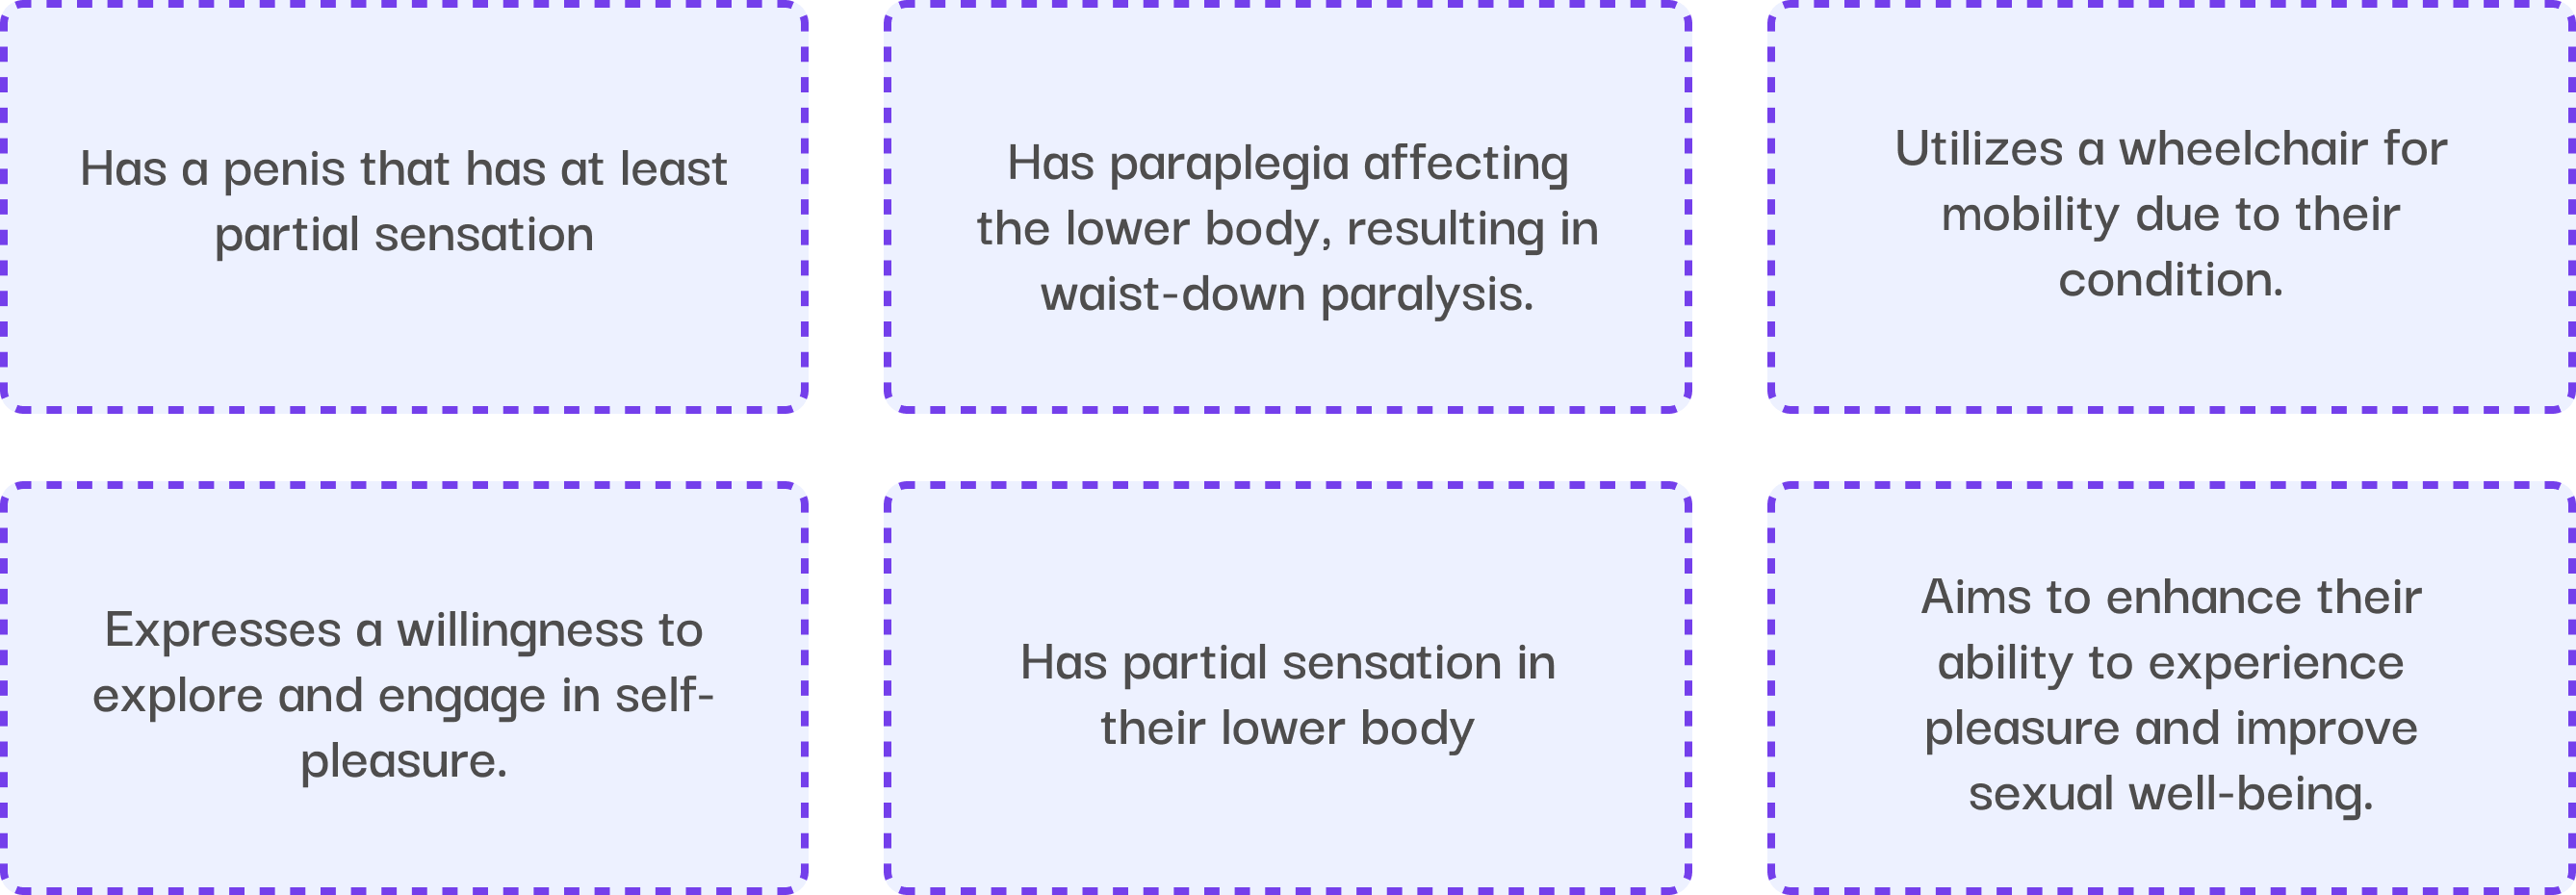 Has a penis that has at least
partial sensation
Has paraplegia affecting
the lower body, resulting in
waist-down paralysis.
Utilizes a wheelchair for
mobility due to their
condition.
Expresses a willingness to
explore and engage in self-
pleasure.
Has partial sensation in
their lower body
Aims to enhance their
ability to experience
pleasure and improve
sexual well-being.